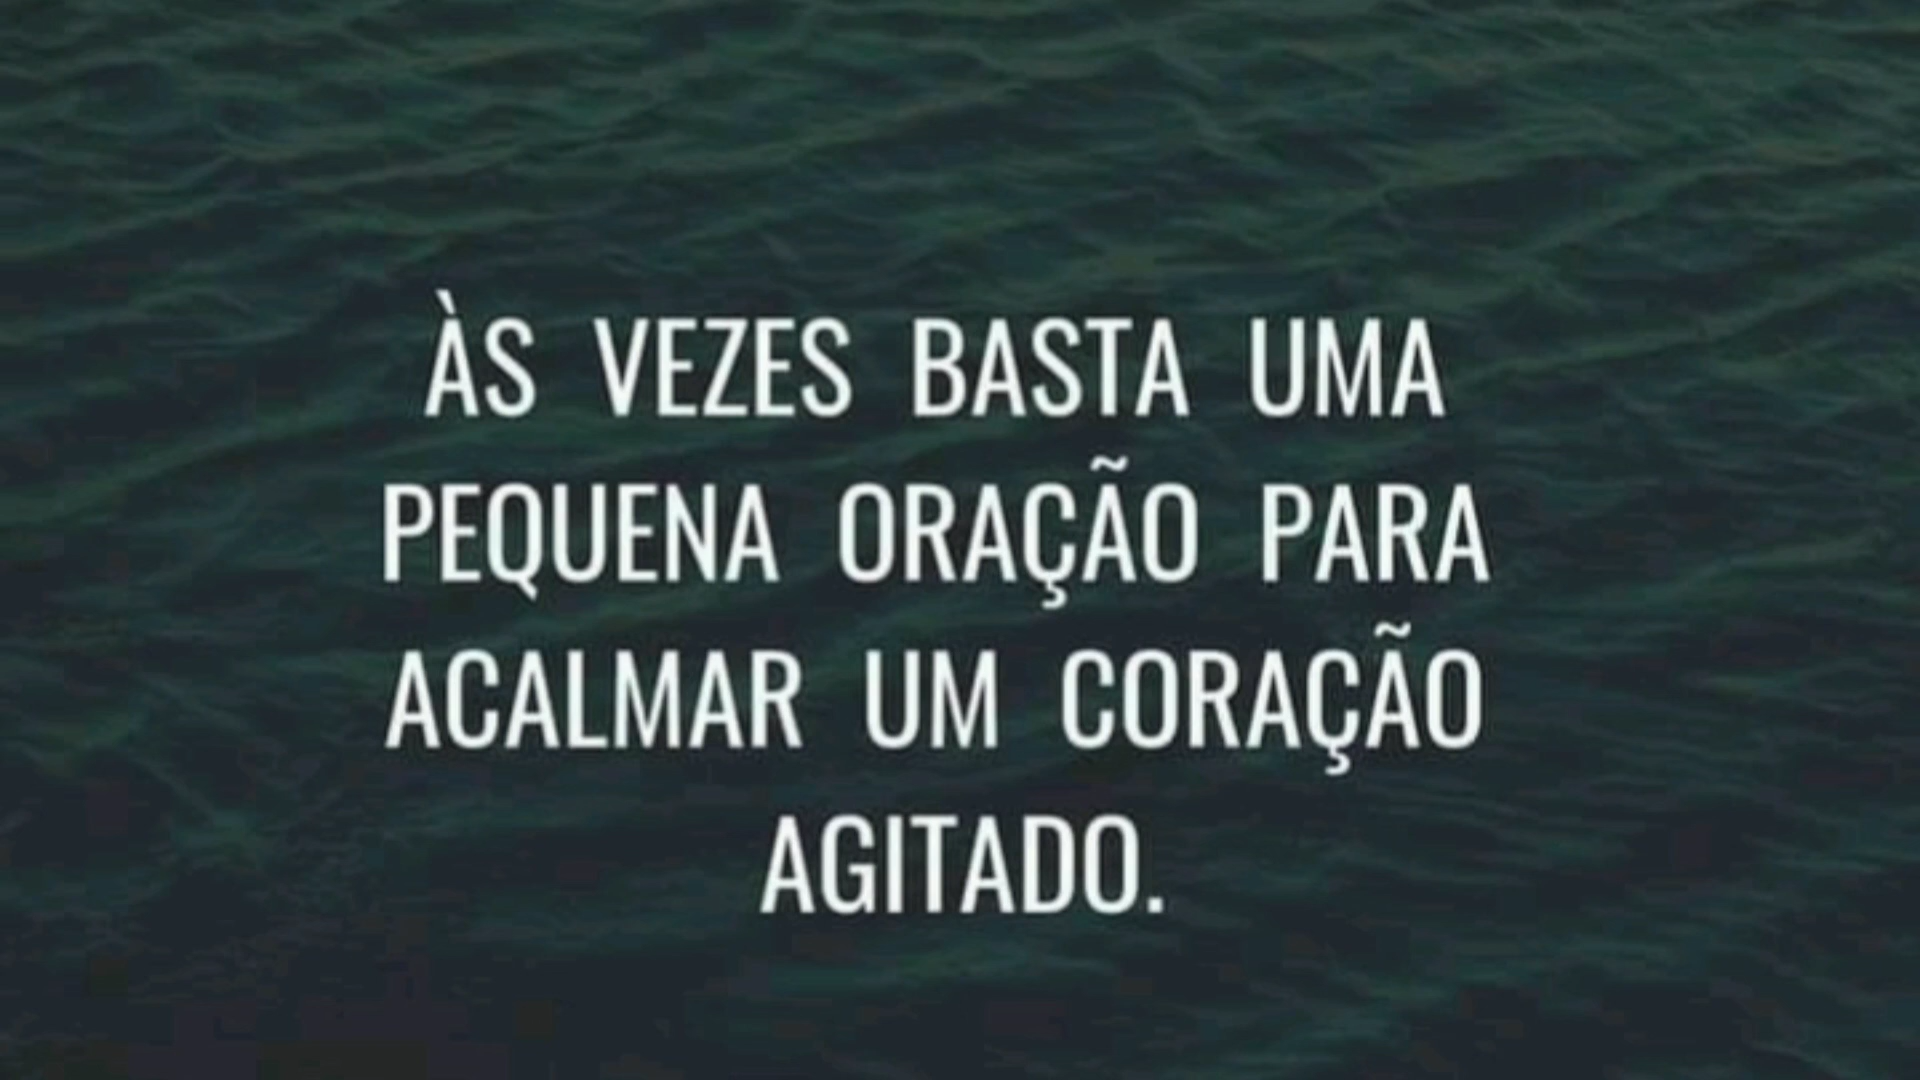 ÀS VEZES BASTA UMA
PEQUENA ORAÇÃO PARA
ACALMAR UM CORAÇÃO
AGITADO.